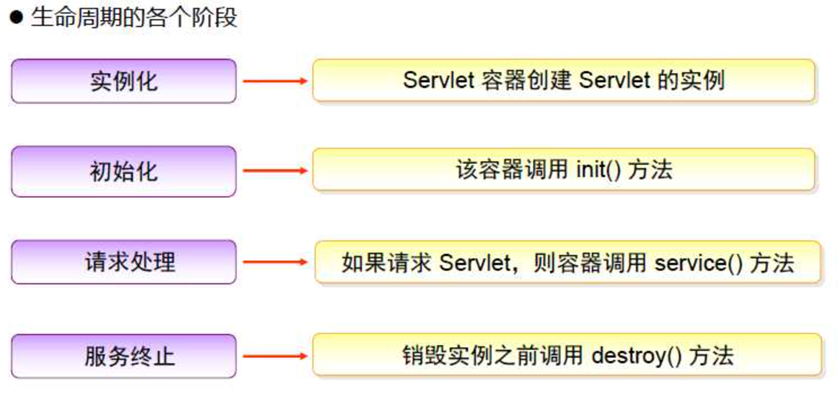 ● 生命周期的各个阶段
实例化
Servlet 容器创建 Servlet 的实例
初始化
该容器调用 init() 方法
请求处理
如果请求 Servlet，则容器调用 service() 方法
服务终止
销毁实例之前调用 destroy() 方法